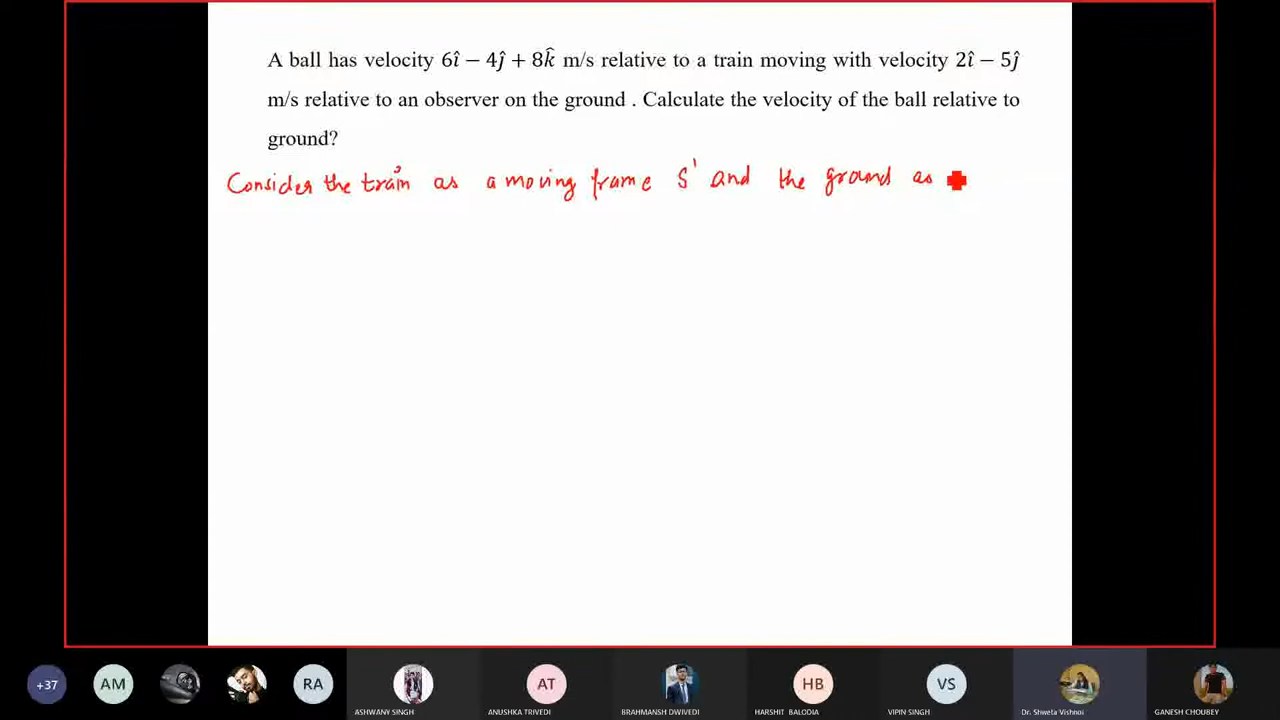 A ball has velocity 6î − 4ĵ + 8k̂ m/s relative to a train moving with velocity 2î − 5ĵ
m/s relative to an observer on the ground . Calculate the velocity of the ball relative to
ground?
Consider the train as a moving frame S' and the ground as
+37
AM
RA
AT
HB
VS
ASHWANY SINGH
ANUSHKA TRIVEDI
BRAHMANSH DWIVEDI
HARSHIT BALODIA
VIPIN SINGH
Dr. Shweta Vishnoi
GANESH CHOUBEY